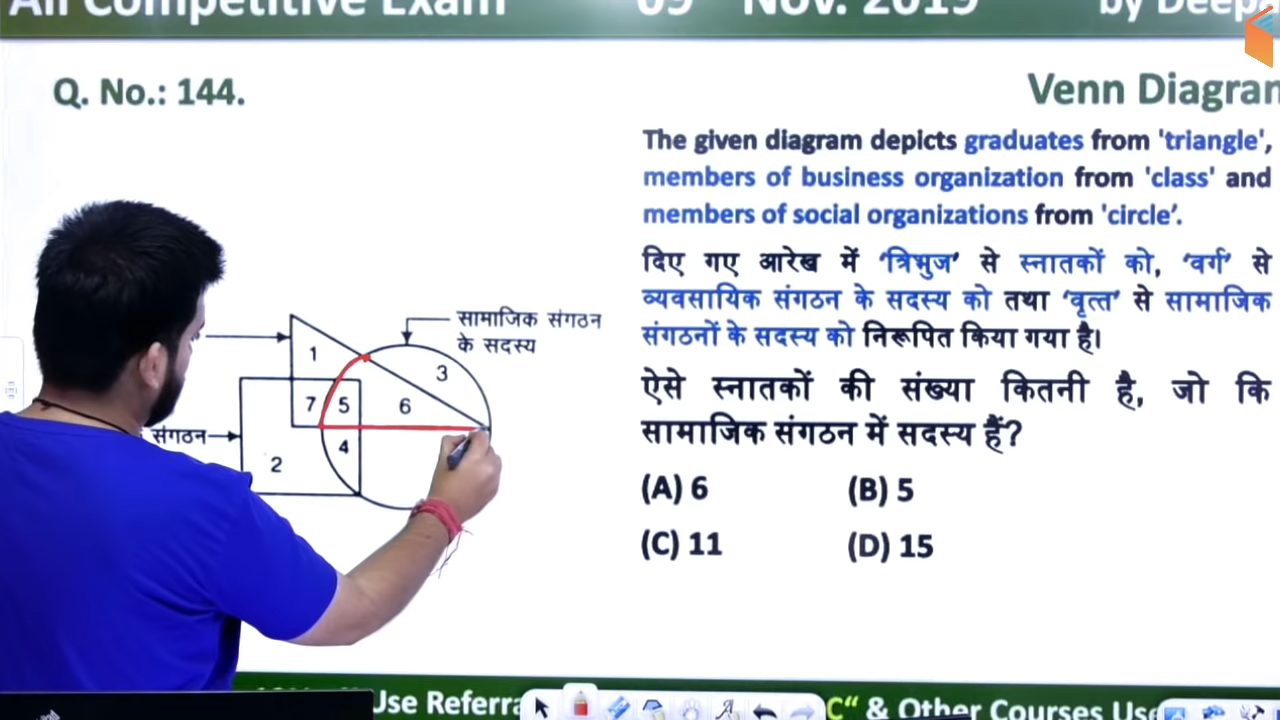 All Competitive Exam 09 Nov. 2019 by Deepa
Q. No.: 144.
Venn Diagram
The given diagram depicts graduates from 'triangle',
members of business organization from 'class' and
members of social organizations from 'circle’.
दिए गए आरेख में ‘त्रिभुज’ से स्नातकों को, ‘वर्ग’ से
व्यवसायिक संगठन के सदस्य को तथा ‘वृत्त’ से सामाजिक
संगठनों के सदस्य को निरूपित किया गया है।
ऐसे स्नातकों की संख्या कितनी है, जो कि
सामाजिक संगठन में सदस्य हैं?
(A) 6 (B) 5
(C) 11 (D) 15
सामाजिक संगठन
के सदस्य
1
3
7 5 6
संगठन
4
2
Use Referra
C“ & Other Courses Use